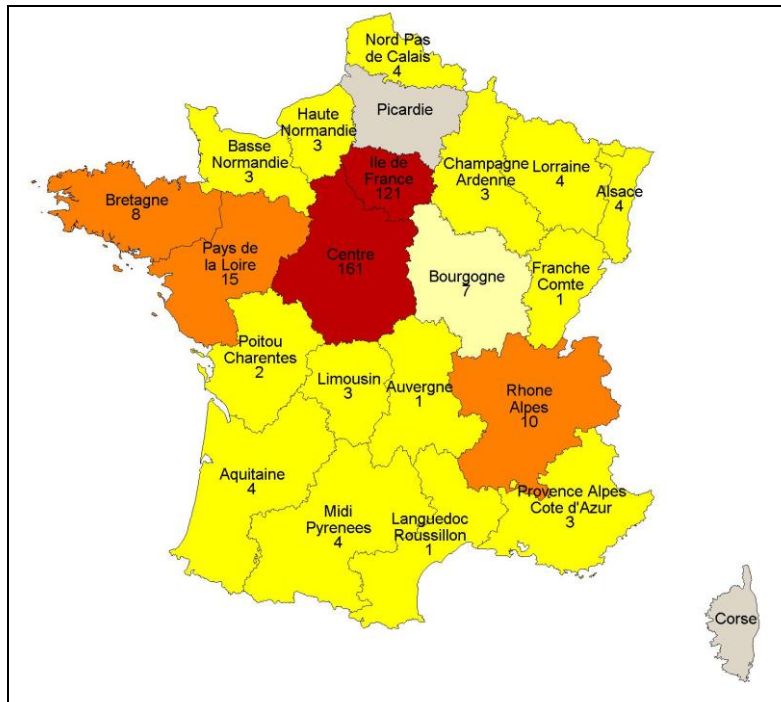 Nord Pas
de Calais
4
Picardie
Haute
Normandie
3
Basse
Normandie
3
Ile de
France
121
Champagne
Ardenne
3
Lorraine
4
Alsace
4
Bretagne
8
Pays de
la Loire
15
Centre
161
Bourgogne
7
Franche
Comte
1
Poitou
Charentes
2
Limousin
3
Auvergne
1
Rhone
Alpes
10
Aquitaine
4
Midi
Pyrenees
4
Languedoc
Roussillon
1
Provence Alpes
Cote d'Azur
3
Corse